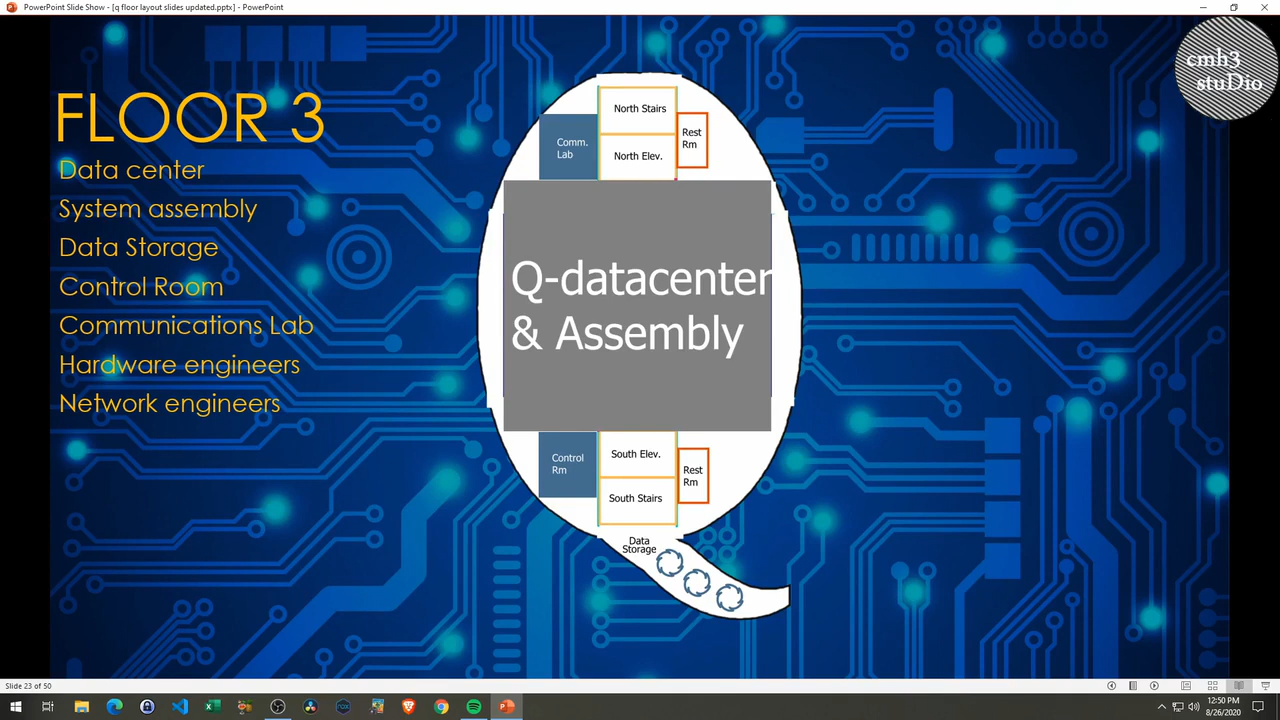 PowerPoint Slide Show - [q floor layout slides updated.pptx] - PowerPoint
cmh3
stuDio
FLOOR 3
Data center
System assembly
Data Storage
Control Room
Communications Lab
Hardware engineers
Network engineers
North Stairs
Comm.
Lab
North Elev.
Rest
Rm
Q-datacenter
& Assembly
Control
Rm
South Elev.
South Stairs
Rest
Rm
Data
Storage
Slide 23 of 50
12:50 PM
8/26/2020